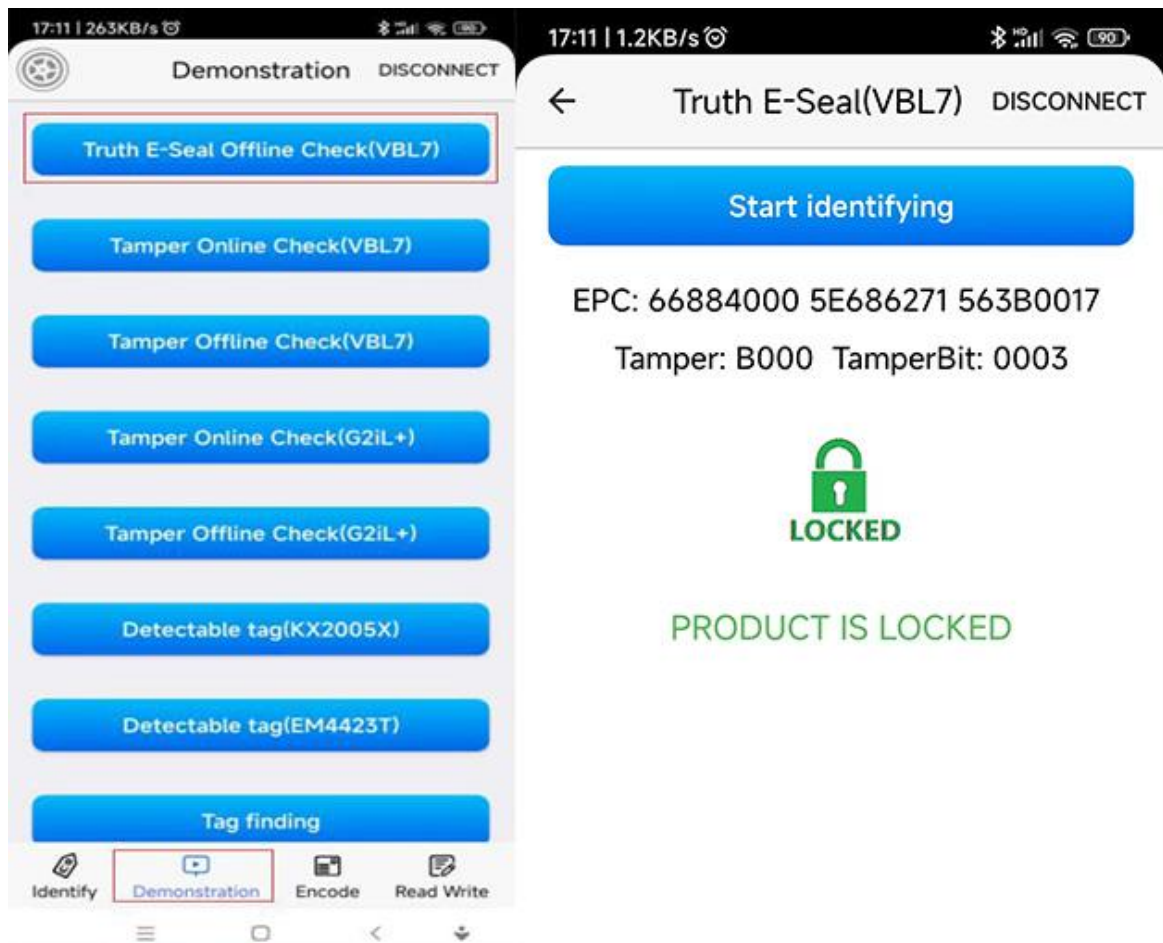 17:11 | 263KB/s
90
Demonstration DISCONNECT
Truth E-Seal Offline Check(VBL7)
Tamper Online Check(VBL7)
Tamper Offline Check(VBL7)
Tamper Online Check(G2iL+)
Tamper Offline Check(G2iL+)
Detectable tag(KX2005X)
Detectable tag(EM4423T)
Tag finding
Identify Demonstration Encode Read Write
17:11 | 1.2KB/s
HD 90
Truth E-Seal(VBL7) DISCONNECT
Start identifying
EPC: 66884000 5E686271 563B0017
Tamper: B000 TamperBit: 0003
LOCKED
PRODUCT IS LOCKED